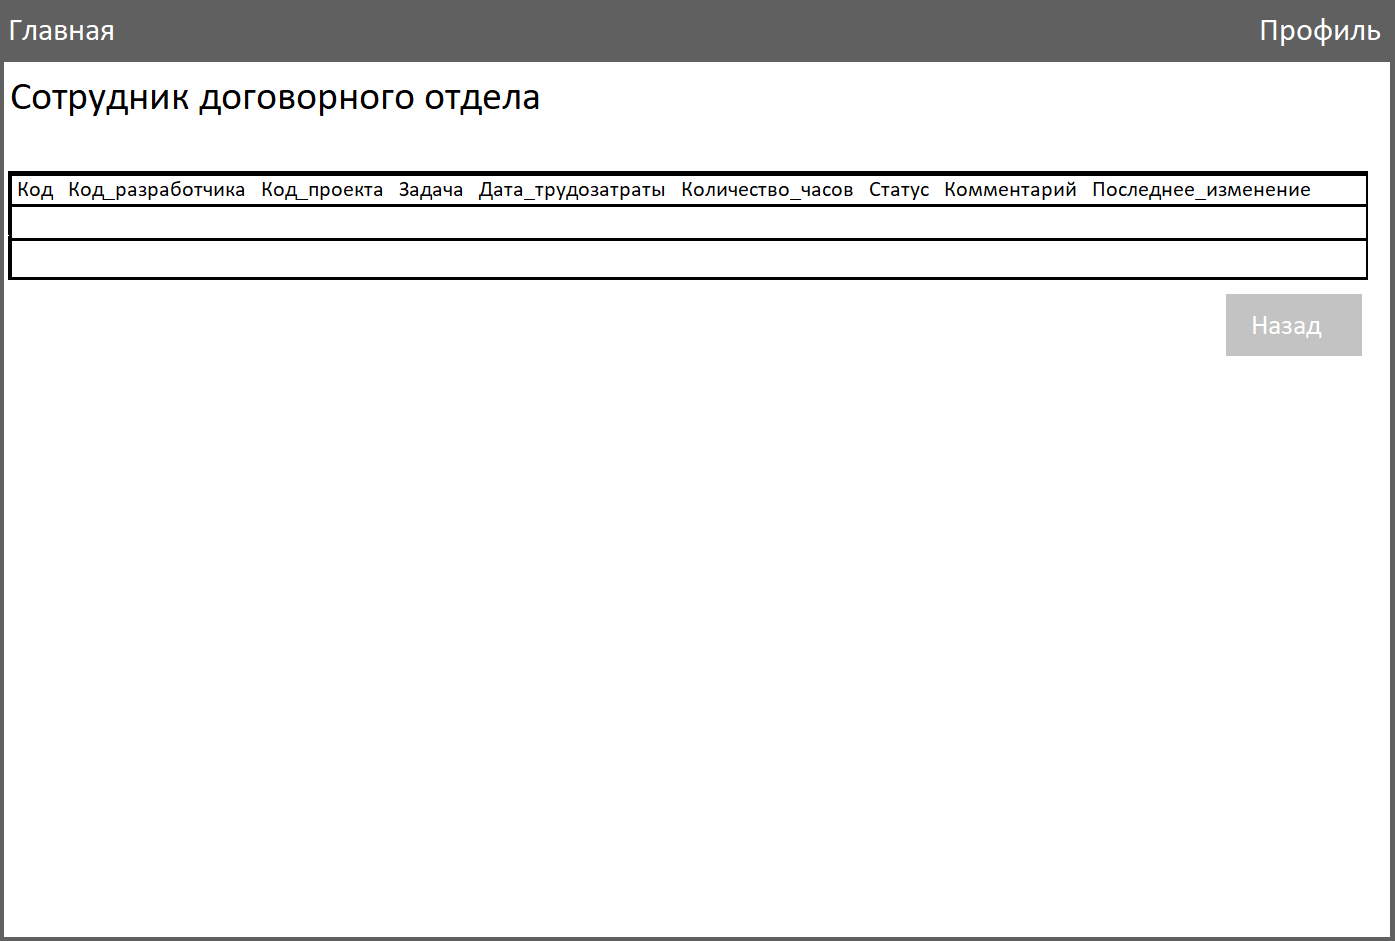 Главная Профиль
Сотрудник договорного отдела
Код Код_разработчика Код_проекта Задача Дата_трудозатраты Количество_часов Статус Комментарий Последнее_изменение
Назад